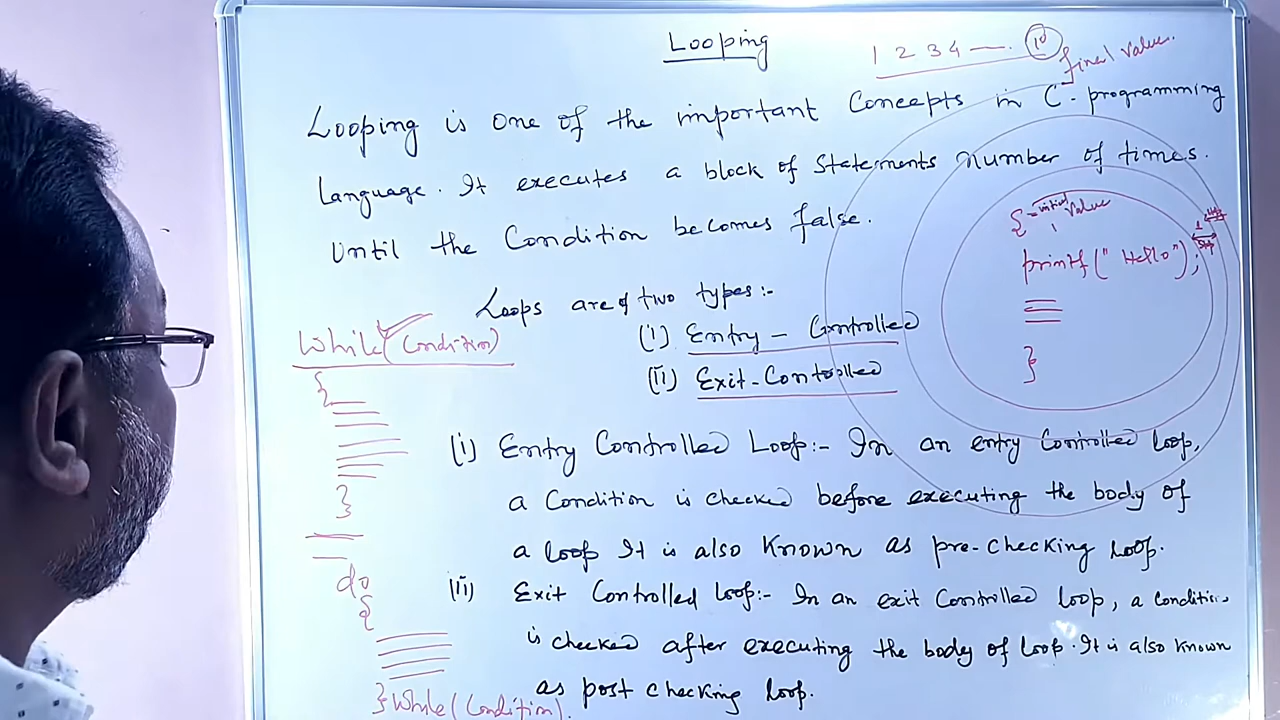 Looping
1 2 3 4 —. 10
final value.
Looping is one of the important Concepts in C-programming
language. It executes a block of Statements number of times.
until the Condition becomes false.
{ initial value
1
1
Step
printf("Hello");
}
Loops are of two types:-
(i) Entry - Controlled
(ii) Exit-Controlled
while (condition)
{
}
do
{
} while (condition).
(i) Entry Controlled Loop:- In an entry Controlled loop,
a Condition is checked before executing the body of
a loop It is also Known as pre-checking loop.
(ii) Exit Controlled loop:- In an exit Controlled loop, a condition
is checked after executing the body of loop. It is also known
as post checking loop.